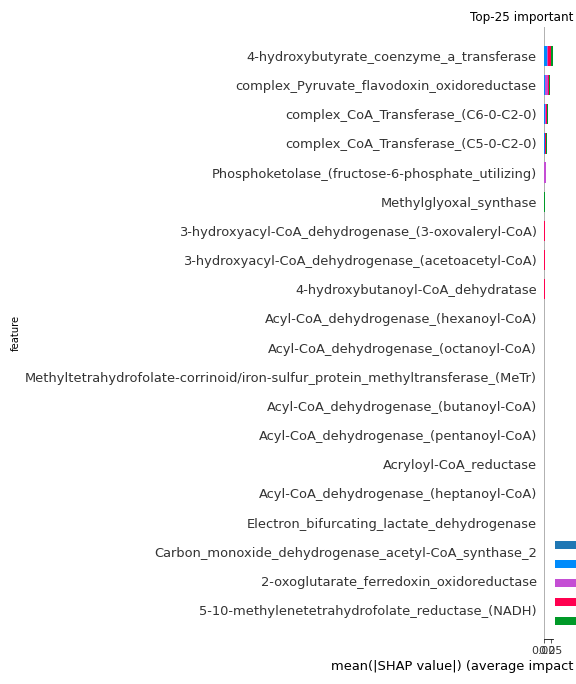 Top-25 important
4-hydroxybutyrate_coenzyme_a_transferase
complex_Pyruvate_flavodoxin_oxidoreductase
complex_CoA_Transferase_(C6-0-C2-0)
complex_CoA_Transferase_(C5-0-C2-0)
Phosphoketolase_(fructose-6-phosphate_utilizing)
Methylglyoxal_synthase
3-hydroxyacyl-CoA_dehydrogenase_(3-oxovaleryl-CoA)
3-hydroxyacyl-CoA_dehydrogenase_(acetoacetyl-CoA)
4-hydroxybutanoyl-CoA_dehydratase
Acyl-CoA_dehydrogenase_(hexanoyl-CoA)
feature
Acyl-CoA_dehydrogenase_(octanoyl-CoA)
Methyltetrahydrofolate-corrinoid/iron-sulfur_protein_methyltransferase_(MeTr)
Acyl-CoA_dehydrogenase_(butanoyl-CoA)
Acyl-CoA_dehydrogenase_(pentanoyl-CoA)
Acryloyl-CoA_reductase
Acyl-CoA_dehydrogenase_(heptanoyl-CoA)
Electron_bifurcating_lactate_dehydrogenase
Carbon_monoxide_dehydrogenase_acetyl-CoA_synthase_2
2-oxoglutarate_ferredoxin_oxidoreductase
5-10-methylenetetrahydrofolate_reductase_(NADH)
mean(|SHAP value|) (average impact